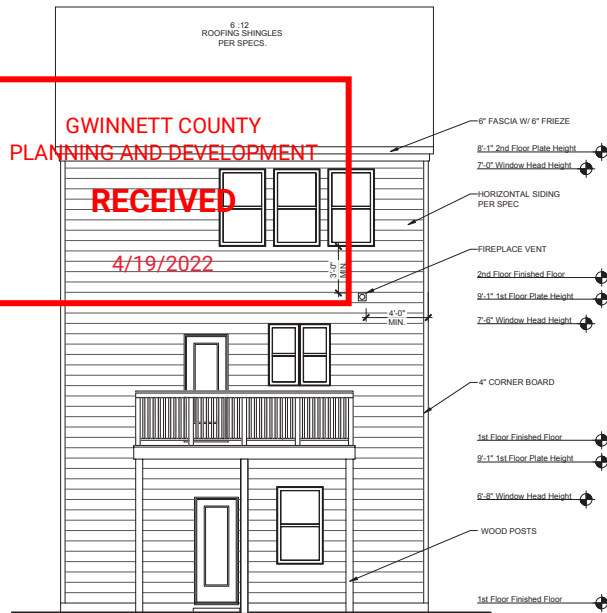 6 :12
ROOFING SHINGLES
PER SPECS.
GWINNETT COUNTY
PLANNING AND DEVELOPMENT
RECEIVED
4/19/2022
6" FASCIA W/ 6" FRIEZE
8'-1" 2nd Floor Plate Height
7'-0" Window Head Height
HORIZONTAL SIDING
PER SPEC
FIREPLACE VENT
3'-0"
MIN.
2nd Floor Finished Floor
9'-1" 1st Floor Plate Height
4'-0"
MIN.
7'-6" Window Head Height
4" CORNER BOARD
1st Floor Finished Floor
9'-1" 1st Floor Plate Height
6'-8" Window Head Height
WOOD POSTS
1st Floor Finished Floor